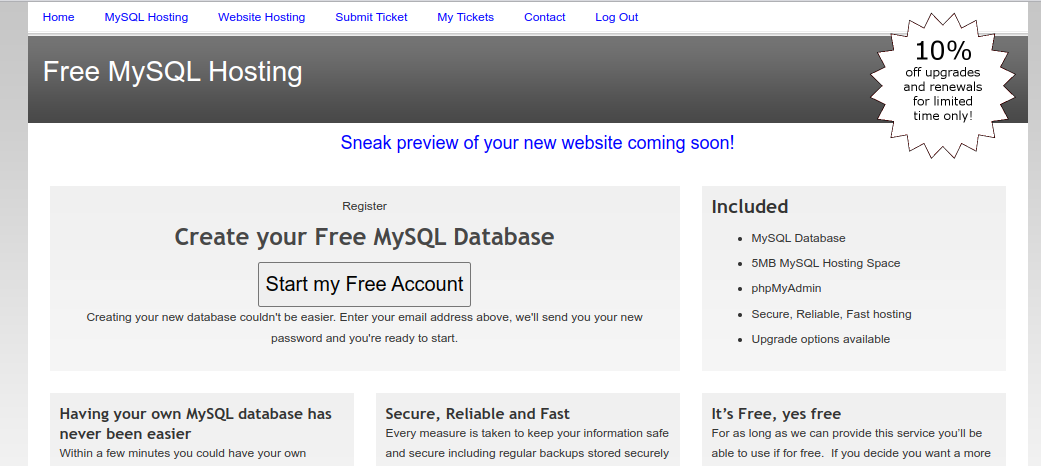 Home MySQL Hosting Website Hosting Submit Ticket My Tickets Contact Log Out
10%
off upgrades
and renewals
for limited
time only!
Free MySQL Hosting
Sneak preview of your new website coming soon!
Register
Create your Free MySQL Database
Start my Free Account
Creating your new database couldn't be easier. Enter your email address above, we'll send you your new
password and you're ready to start.
Included
MySQL Database
5MB MySQL Hosting Space
phpMyAdmin
Secure, Reliable, Fast hosting
Upgrade options available
Having your own MySQL database has
never been easier
Within a few minutes you could have your own
Secure, Reliable and Fast
Every measure is taken to keep your information safe
and secure including regular backups stored securely
It’s Free, yes free
For as long as we can provide this service you’ll be
able to use if for free. If you decide you want a more